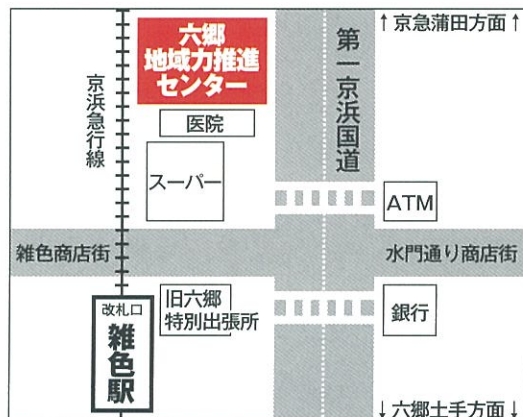 六郷
地域力推進
センター
↑京急蒲田方面↑
第一京浜国道
京浜急行線
医院
スーパー
ATM
雑色商店街
水門通り商店街
改札口
雑色駅
旧六郷
特別出張所
銀行
↓六郷土手方面↓